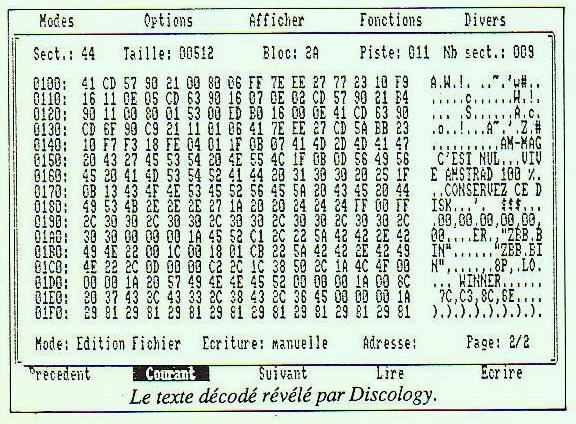 Modes Options Afficher Fonctions Divers
Sect.: 44 Taille: 00512 Bloc: 2A Piste: 011 Nb sect.: 009
0100: 41 CD 57 90 21 00 80 06 FF 7E EE 27 77 23 10 F9 A.W.!. ..~.'w#..
0110: 16 11 0E 05 CD 63 90 16 07 0E 02 CD 57 90 21 B4 .....c......W.!.
0120: 90 11 00 80 01 53 00 ED B0 16 00 0E 41 CD 63 90 .....S......A.c.
0130: CD 6F 90 C9 21 11 01 06 41 7E EE 27 CD 5A BB 23 .o..!...A~.'.Z.#
0140: 10 F7 F3 18 FE 04 01 1F 0B 07 41 4D 2D 4D 41 47 ..........AM-MAG
0150: 20 43 27 45 53 54 20 4E 55 4C 1F 0B 0D 56 49 56 C'EST NUL...VIV
0160: 45 20 41 4D 53 54 52 41 44 20 31 30 30 20 25 1F E AMSTRAD 100 %.
0170: 0B 13 43 4F 4E 53 45 52 56 45 5A 20 43 45 20 44 ..CONSERVEZ CE D
0180: 49 53 4B 2E 2E 2E 27 1A 20 20 24 24 24 FF 00 FF ISK...'. $$$...
0190: 2C 30 30 2C 30 30 2C 30 30 2C 30 30 2C 30 30 2C ,00,00,00,00,00,
01A0: 30 30 00 00 00 1A 45 52 C1 2C 22 5A 42 42 2E 42 00....ER.,"ZBB.B
01B0: 49 4E 22 00 1C 00 18 01 CB 22 5A 42 42 2E 42 49 IN"......"ZBB.BI
01C0: 4E 22 2C 0D 00 00 C2 2C 1C 38 50 2C 1A 4C 4F 00 N",....,.8P,.LO.
01D0: 00 00 1A 20 57 49 4E 4E 45 52 00 00 00 1A 00 8C ... WINNER......
01E0: 20 37 43 2C 43 33 2C 38 43 2C 36 45 00 00 00 1A 7C,C3,8C,6E....
01F0: 29 81 29 81 29 81 29 81 29 81 29 81 29 81 29 81 ).).).).).).).).
Mode: Edition Fichier Ecriture: manuelle Adresse: Page: 2/2
Precedent Courant Suivant Lire Ecrire
Le texte décodé révélé par Discology.